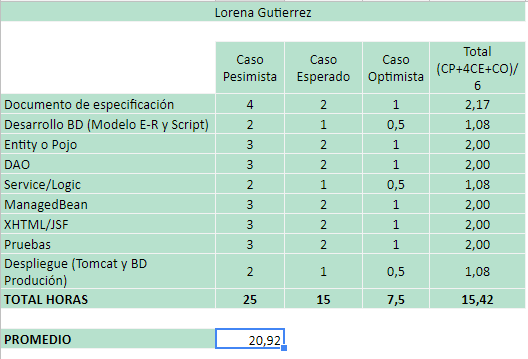 Lorena Gutierrez
Caso Pesimista Caso Esperado Caso Optimista Total (CP+4CE+CO)/6
Documento de especificación 4 2 1 2,17
Desarrollo BD (Modelo E-R y Script) 2 1 0,5 1,08
Entity o Pojo 3 2 1 2,00
DAO 3 2 1 2,00
Service/Logic 2 1 0,5 1,08
ManagedBean 3 2 1 2,00
XHTML/JSF 3 2 1 2,00
Pruebas 3 2 1 2,00
Despliegue (Tomcat y BD
Produción) 2 1 0,5 1,08
TOTAL HORAS 25 15 7,5 15,42
PROMEDIO 20,92